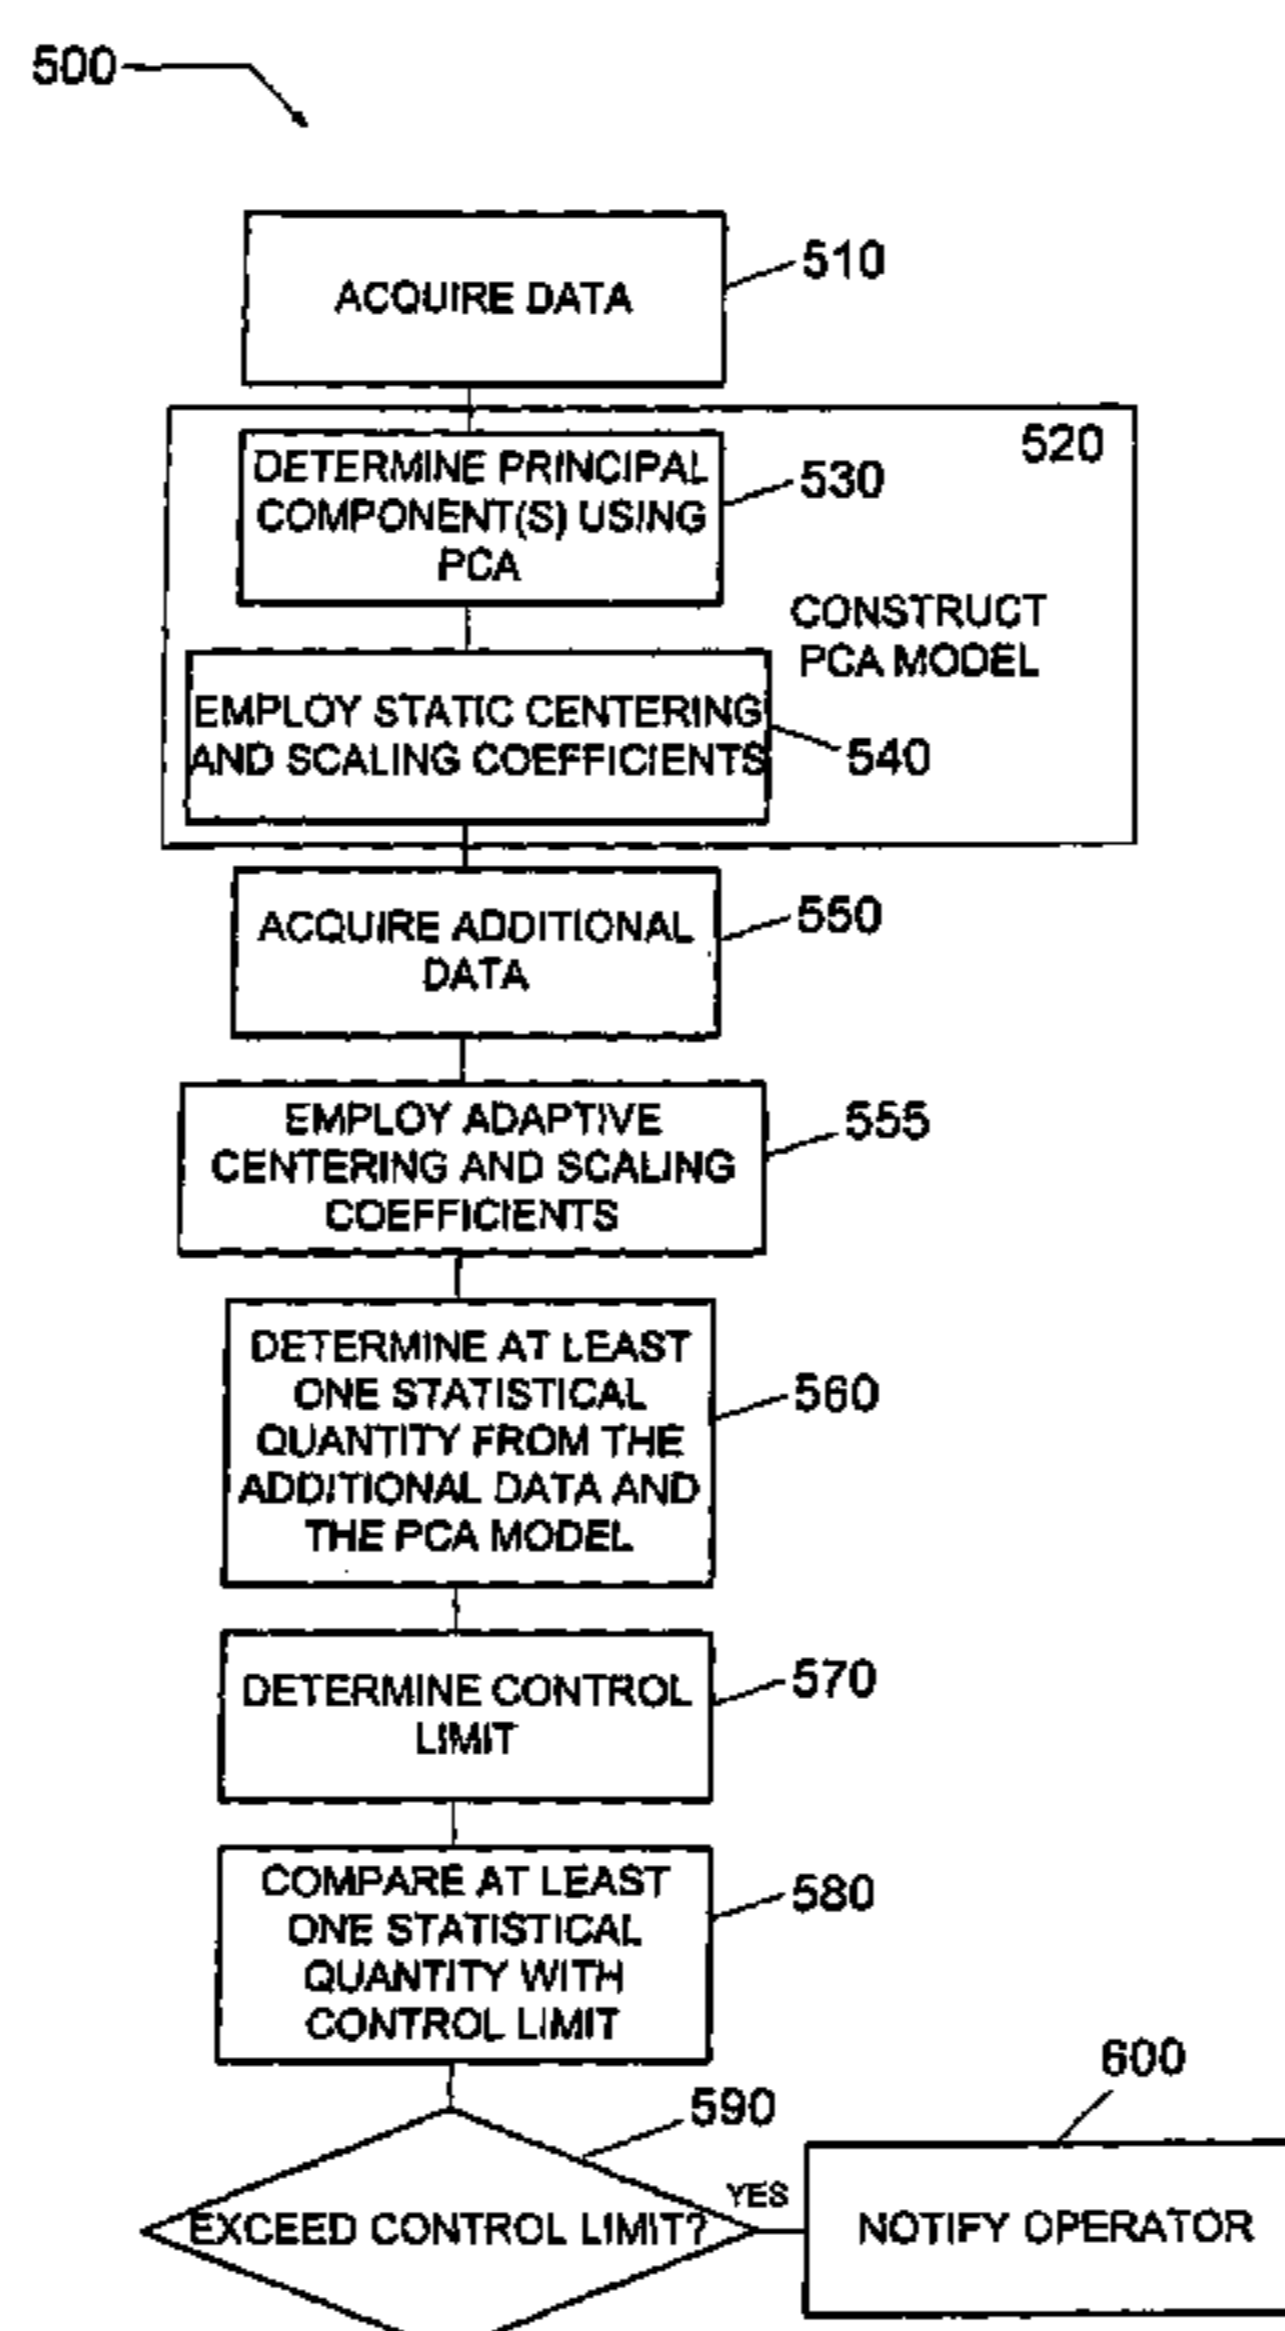 500
ACQUIRE DATA
510
520
DETERMINE PRINCIPAL
COMPONENT(S) USING
PCA
530
CONSTRUCT
PCA MODEL
EMPLOY STATIC CENTERING
AND SCALING COEFFICIENTS
540
ACQUIRE ADDITIONAL
DATA
550
EMPLOY ADAPTIVE
CENTERING AND SCALING
COEFFICIENTS
555
DETERMINE AT LEAST
ONE STATISTICAL
QUANTITY FROM THE
ADDITIONAL DATA AND
THE PCA MODEL
560
DETERMINE CONTROL
LIMIT
570
COMPARE AT LEAST
ONE STATISTICAL
QUANTITY WITH
CONTROL LIMIT
580
590
EXCEED CONTROL LIMIT?
YES
600
NOTIFY OPERATOR